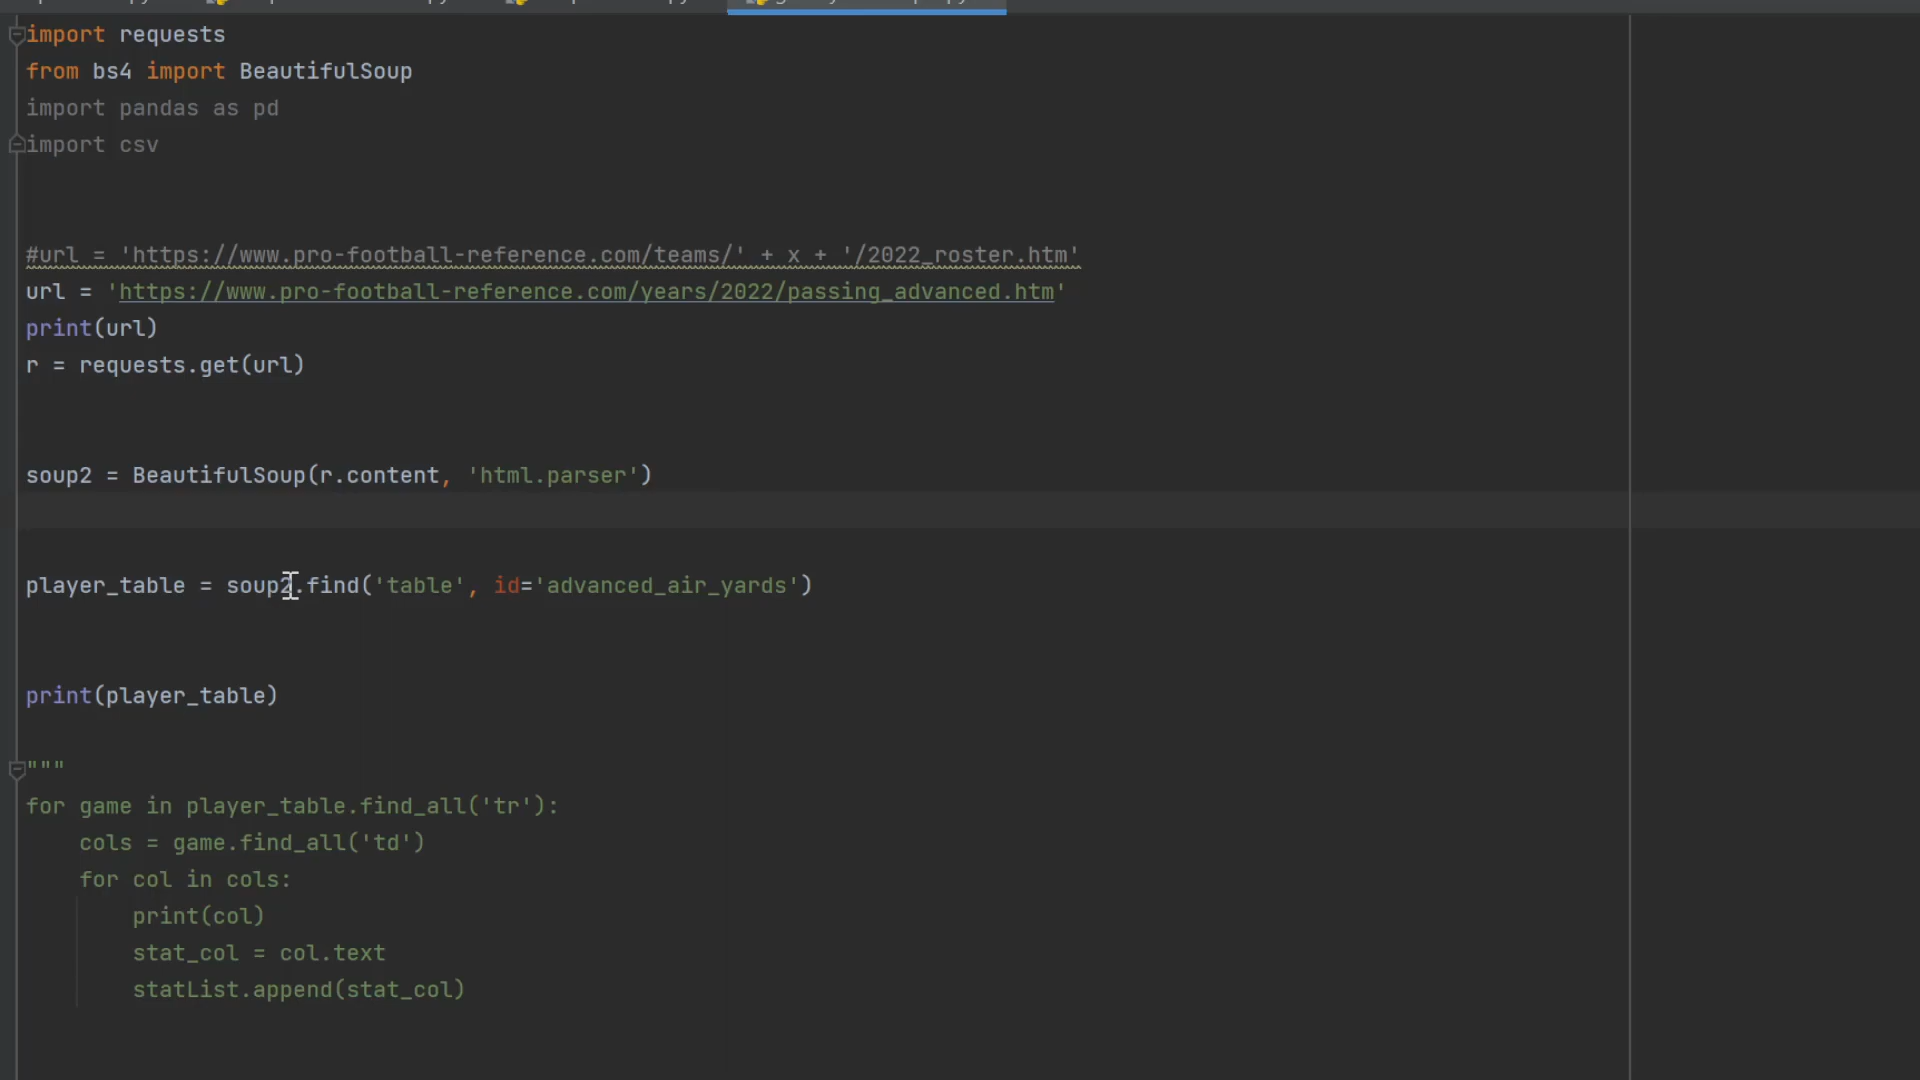 import requests
from bs4 import BeautifulSoup
import pandas as pd
import csv
#url = 'https://www.pro-football-reference.com/teams/' + x + '/2022_roster.htm'
url = 'https://www.pro-football-reference.com/years/2022/passing_advanced.htm'
print(url)
r = requests.get(url)
soup2 = BeautifulSoup(r.content, 'html.parser')
player_table = soup2.find('table', id='advanced_air_yards')
print(player_table)
"""
for game in player_table.find_all('tr'):
    cols = game.find_all('td')
    for col in cols:
        print(col)
        stat_col = col.text
        statList.append(stat_col)